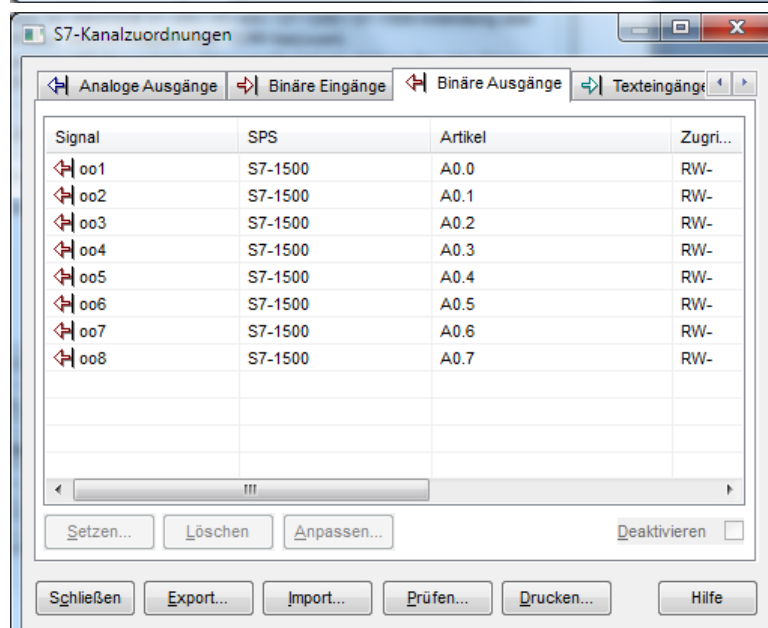 S7-Kanalzuordnungen
Analoge Ausgänge Binäre Eingänge Binäre Ausgänge Texteingänge
Signal SPS Artikel Zugri...
oo1 S7-1500 A0.0 RW-
oo2 S7-1500 A0.1 RW-
oo3 S7-1500 A0.2 RW-
oo4 S7-1500 A0.3 RW-
oo5 S7-1500 A0.4 RW-
oo6 S7-1500 A0.5 RW-
oo7 S7-1500 A0.6 RW-
oo8 S7-1500 A0.7 RW-
Setzen... Löschen Anpassen... Deaktivieren
Schließen Export... Import... Prüfen... Drucken... Hilfe